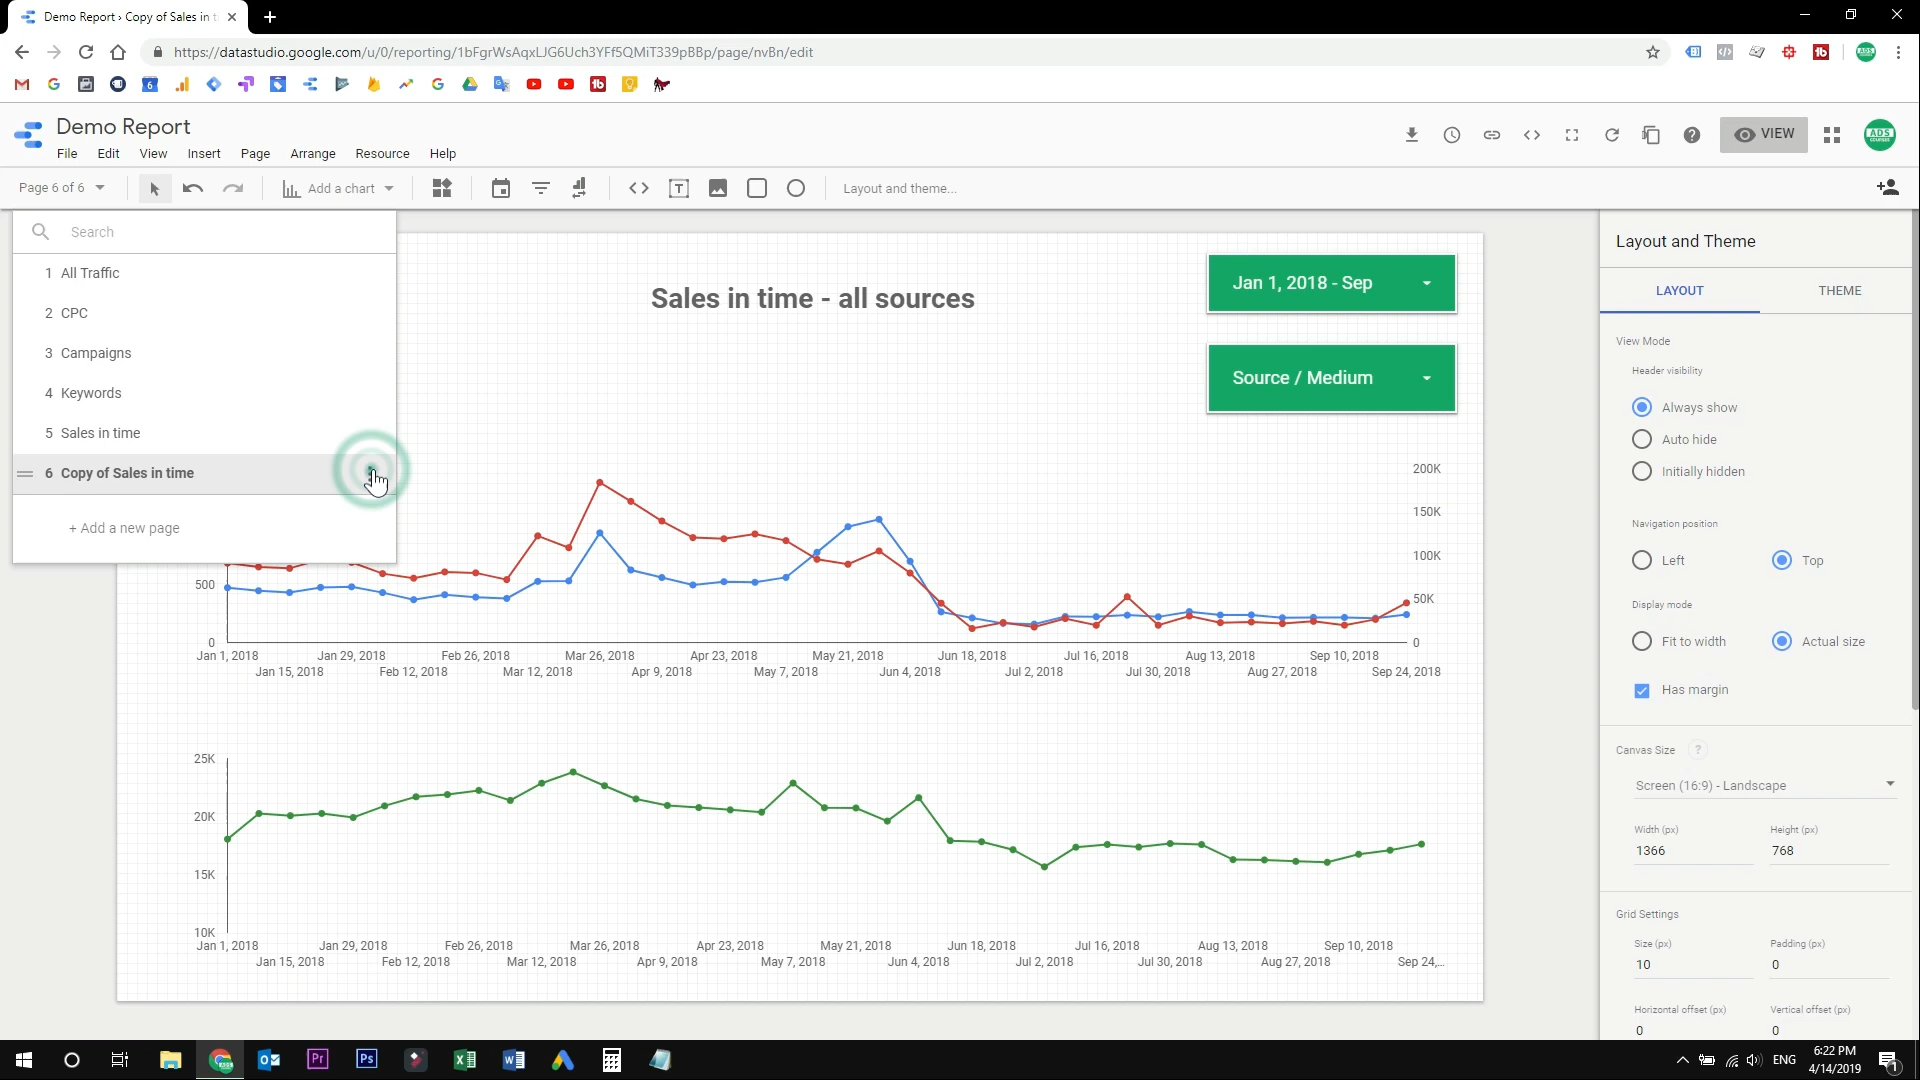 Demo Report › Copy of Sales in t
https://datastudio.google.com/u/0/reporting/1bFgrWsAqxLJG6Uch3YFf5QMiT339pBBp/page/nvBn/edit
Demo Report
File Edit View Insert Page Arrange Resource Help
VIEW
ADS
COURSES
Page 6 of 6
Add a chart
Layout and theme...
Search
1 All Traffic
2 CPC
3 Campaigns
4 Keywords
5 Sales in time
6 Copy of Sales in time
+ Add a new page
Sales in time - all sources
Jan 1, 2018 - Sep
Source / Medium
200K
150K
100K
50K
0
500
0
Jan 1, 2018 Jan 29, 2018 Feb 26, 2018 Mar 26, 2018 Apr 23, 2018 May 21, 2018 Jun 18, 2018 Jul 16, 2018 Aug 13, 2018 Sep 10, 2018
Jan 15, 2018 Feb 12, 2018 Mar 12, 2018 Apr 9, 2018 May 7, 2018 Jun 4, 2018 Jul 2, 2018 Jul 30, 2018 Aug 27, 2018 Sep 24, 2018
25K
20K
15K
10K
Jan 1, 2018 Jan 29, 2018 Feb 26, 2018 Mar 26, 2018 Apr 23, 2018 May 21, 2018 Jun 18, 2018 Jul 16, 2018 Aug 13, 2018 Sep 10, 2018
Jan 15, 2018 Feb 12, 2018 Mar 12, 2018 Apr 9, 2018 May 7, 2018 Jun 4, 2018 Jul 2, 2018 Jul 30, 2018 Aug 27, 2018 Sep 24,...
Layout and Theme
LAYOUT THEME
View Mode
Header visibility
Always show
Auto hide
Initially hidden
Navigation position
Left Top
Display mode
Fit to width Actual size
Has margin
Canvas Size ?
Screen (16:9) - Landscape
Width (px) Height (px)
1366 768
Grid Settings
Size (px) Padding (px)
10 0
Horizontal offset (px) Vertical offset (px)
0 0
ENG
6:22 PM
4/14/2019
1